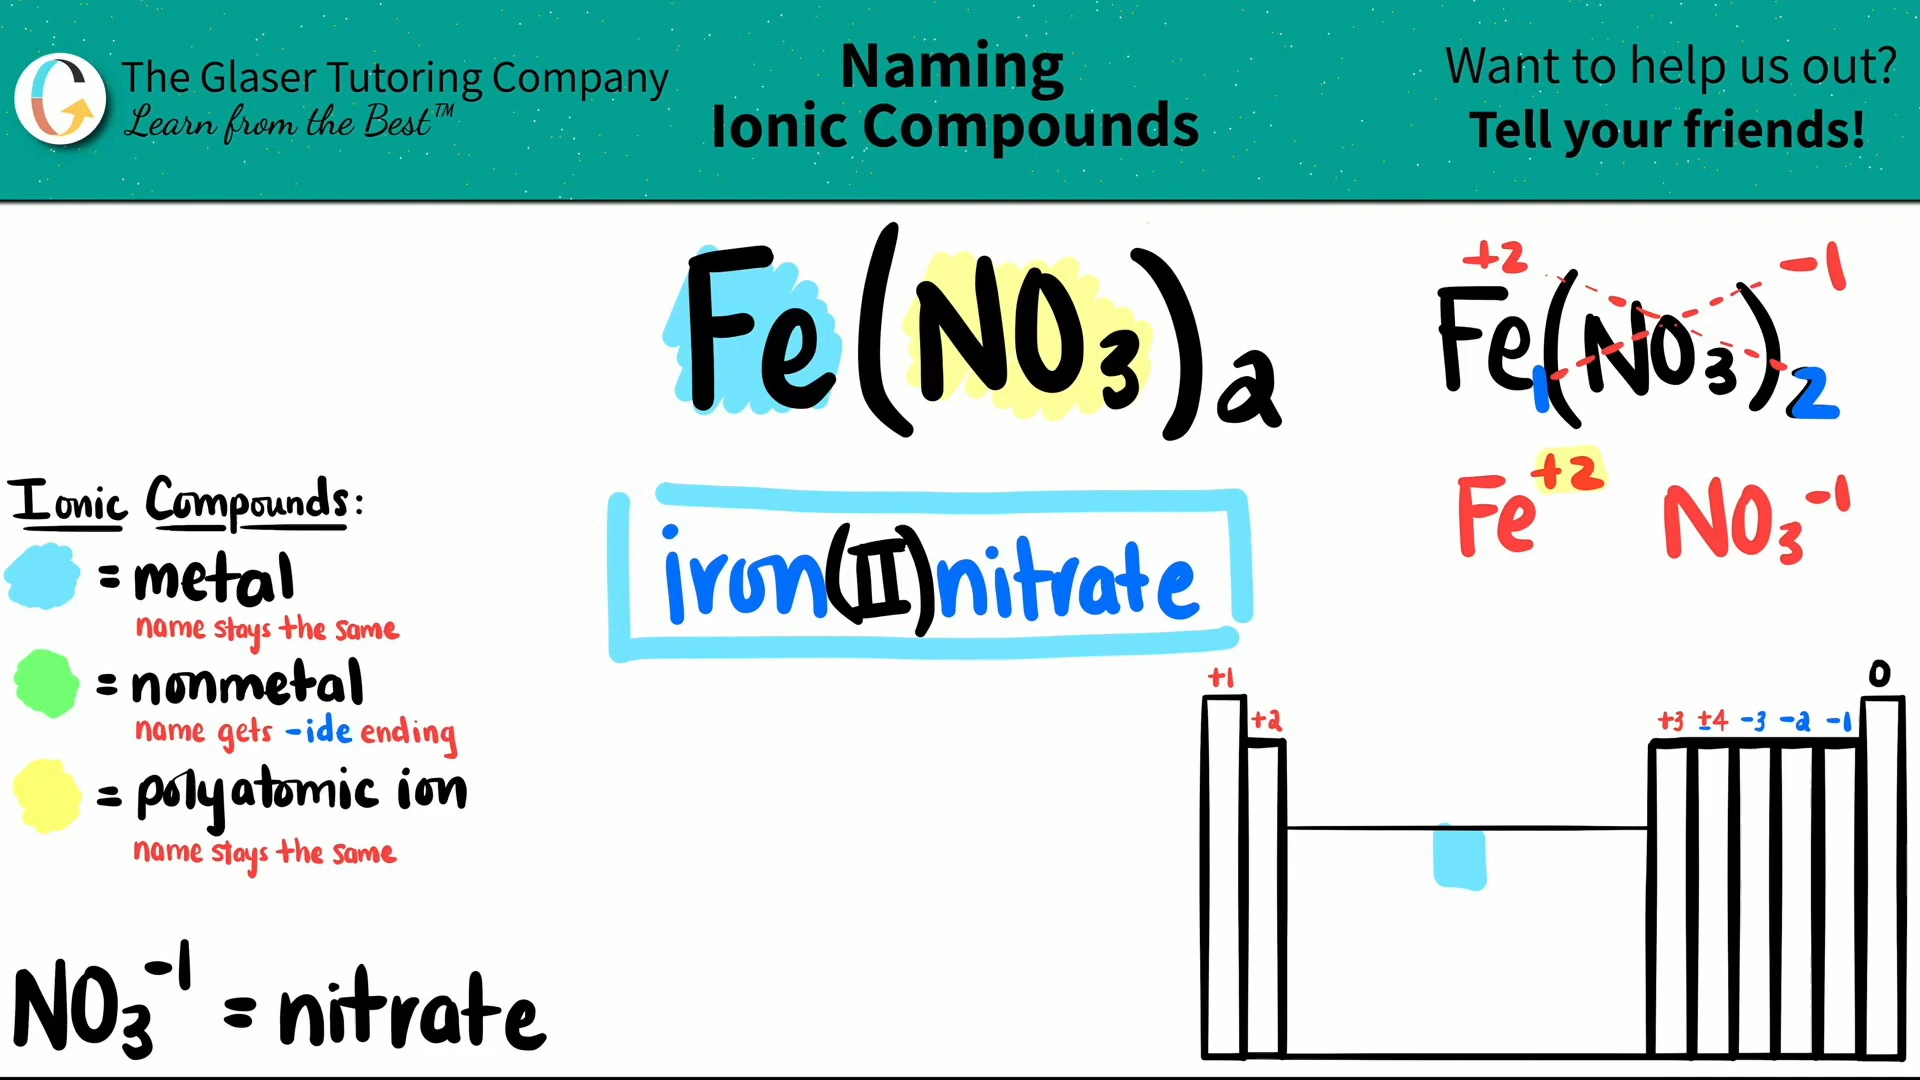 The Glaser Tutoring Company
Learn from the Best™
Naming
Ionic Compounds
Want to help us out?
Tell your friends!
Fe(NO3)2
+2 -1
Fe1(NO3)2
Fe+2 NO3-1
iron(II)nitrate
Ionic Compounds:
= metal
name stays the same
= nonmetal
name gets -ide ending
= polyatomic ion
name stays the same
NO3-1 = nitrate
+1 0
+2 +3 ±4 -3 -2 -1